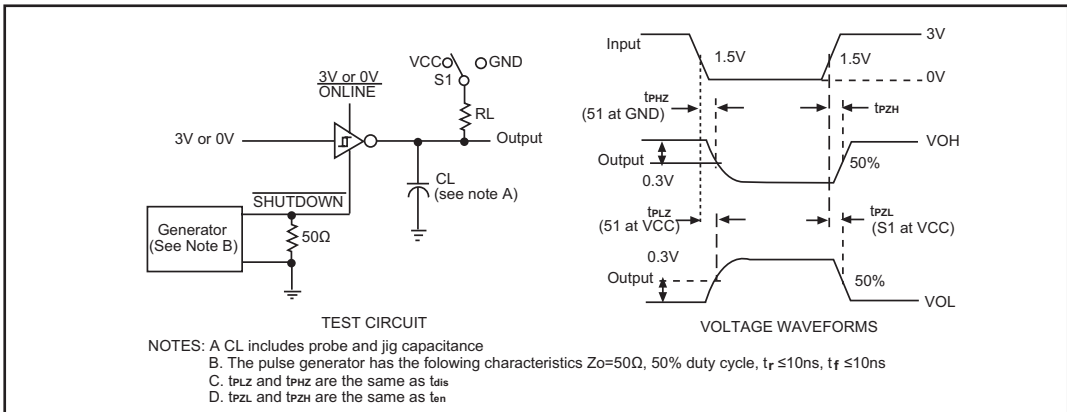 3V or 0V
ONLINE
VCC
GND
S1
RL
3V or 0V
Output
CL
(see note A)
SHUTDOWN
Generator
(See Note B)
50Ω
TEST CIRCUIT
Input
3V
1.5V
1.5V
0V
tPHZ
(51 at GND)
tPZH
VOH
Output
50%
0.3V
tPLZ
(51 at VCC)
tPZL
(S1 at VCC)
0.3V
Output
50%
VOL
VOLTAGE WAVEFORMS
NOTES: A CL includes probe and jig capacitance
B. The pulse generator has the folowing characteristics Zo=50Ω, 50% duty cycle, tr ≤10ns, tf ≤10ns
C. tPLZ and tPHZ are the same as tdis
D. tPZL and tPZH are the same as ten